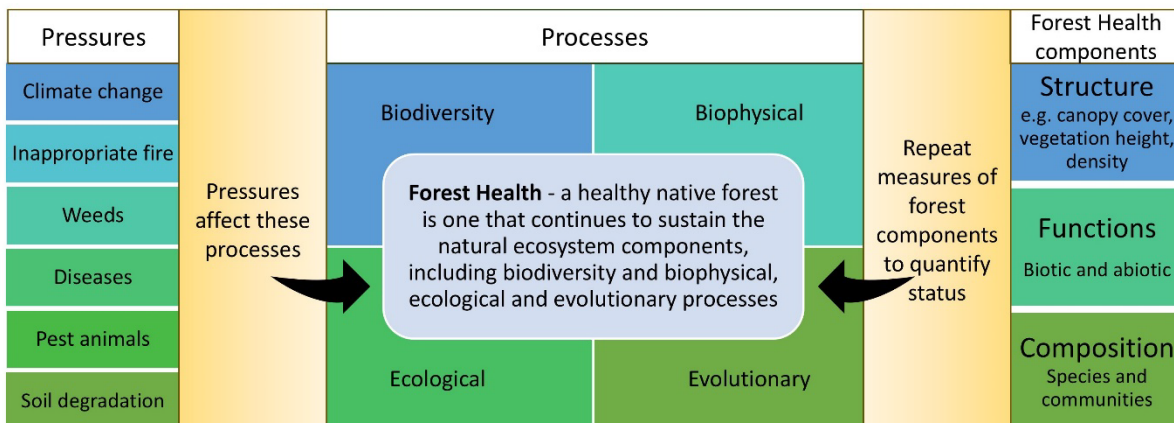 Pressures
Climate change
Inappropriate fire
Weeds
Diseases
Pest animals
Soil degradation
Pressures
affect these
processes
Processes
Biodiversity
Biophysical
Forest Health - a healthy native forest
is one that continues to sustain the
natural ecosystem components,
including biodiversity and biophysical,
ecological and evolutionary processes
Ecological
Evolutionary
Repeat
measures of
forest
components
to quantify
status
Forest Health
components
Structure
e.g. canopy cover,
vegetation height,
density
Functions
Biotic and abiotic
Composition
Species and
communities